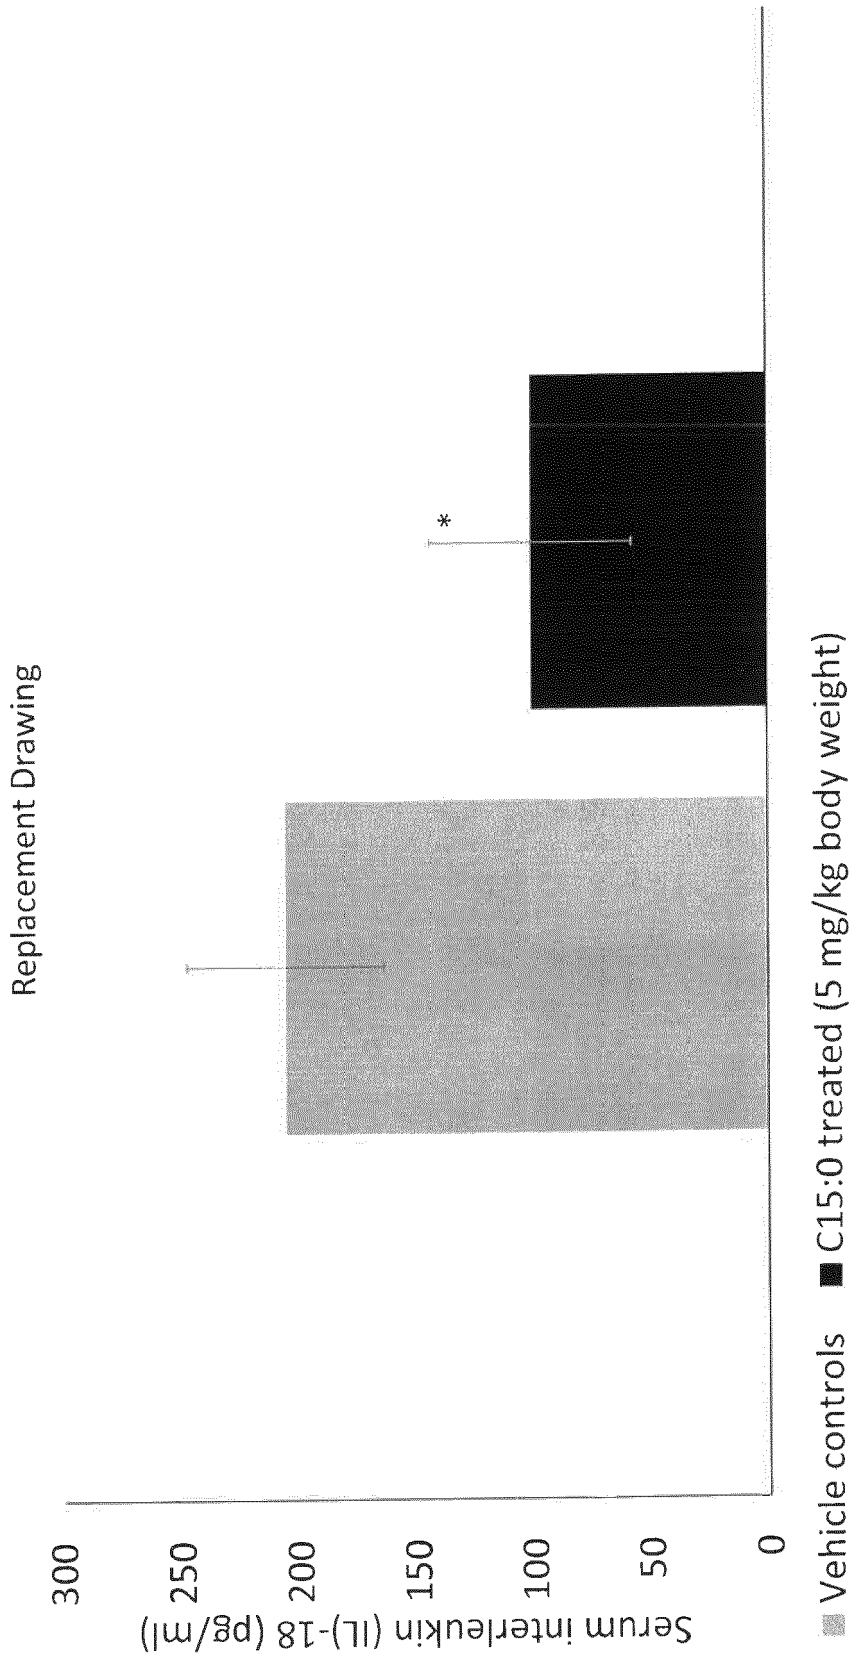 Replacement Drawing
Serum interleukin (IL)-18 (pg/ml)
300
250
200
150
100
50
0
*
Vehicle controls
C15:0 treated (5 mg/kg body weight)